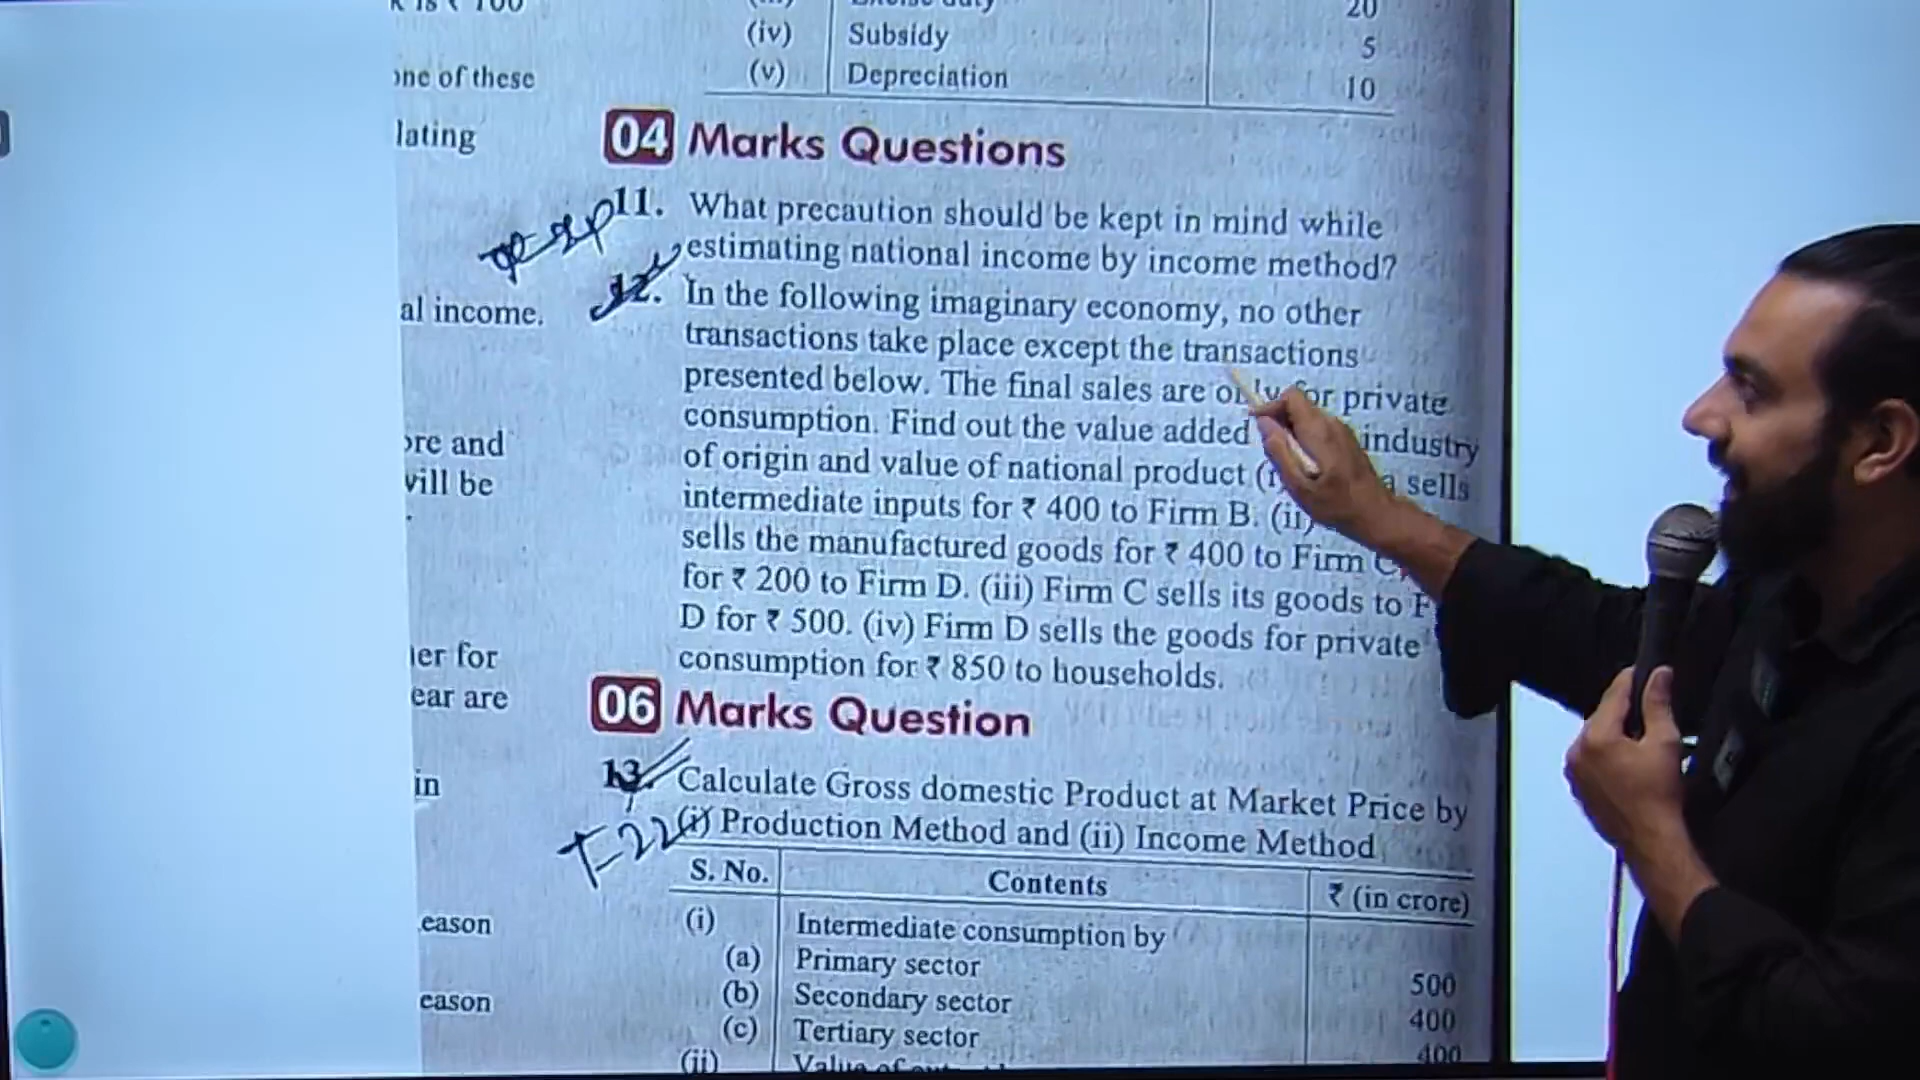 (iv) Subsidy 5
one of these
(v) Depreciation 10
lating
04 Marks Questions
11. What precaution should be kept in mind while
estimating national income by income method?
12. In the following imaginary economy, no other
al income.
transactions take place except the transactions
presented below. The final sales are only for private
consumption. Find out the value added industry
ore and
of origin and value of national product a sells
will be
intermediate inputs for ₹ 400 to Firm B. (ii)
sells the manufactured goods for ₹ 400 to Firm C,
for ₹ 200 to Firm D. (iii) Firm C sells its goods to F
D for ₹ 500. (iv) Firm D sells the goods for private
her for
consumption for ₹ 850 to households.
ear are
06 Marks Question
in
13. Calculate Gross domestic Product at Market Price by
T-22
(i) Production Method and (ii) Income Method
S. No. Contents ₹ (in crore)
(i) Intermediate consumption by
eason
(a) Primary sector 500
(b) Secondary sector 400
eason
(c) Tertiary sector 400
(ii)